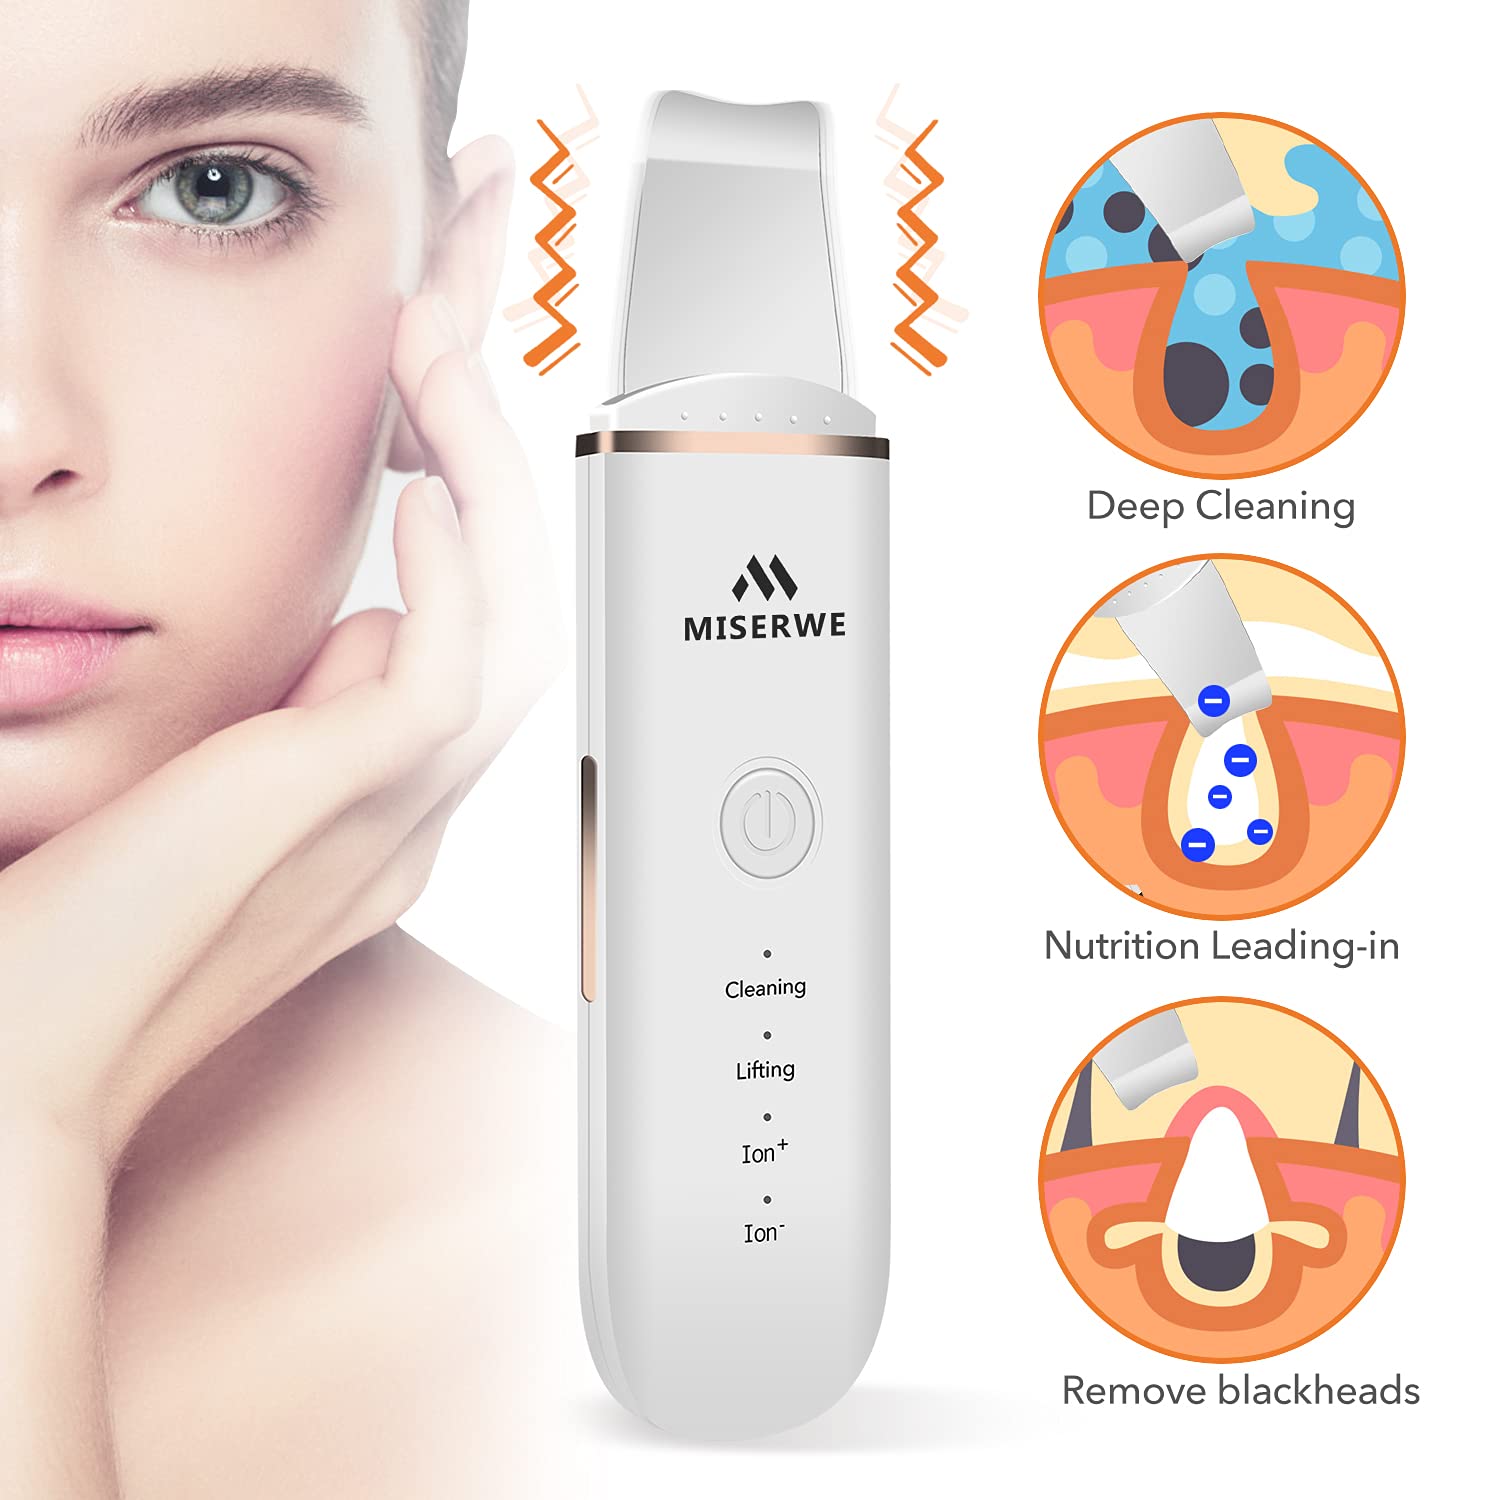 MISERWE
Cleaning
Lifting
Ion+
Ion-
Deep Cleaning
Nutrition Leading-in
Remove blackheads